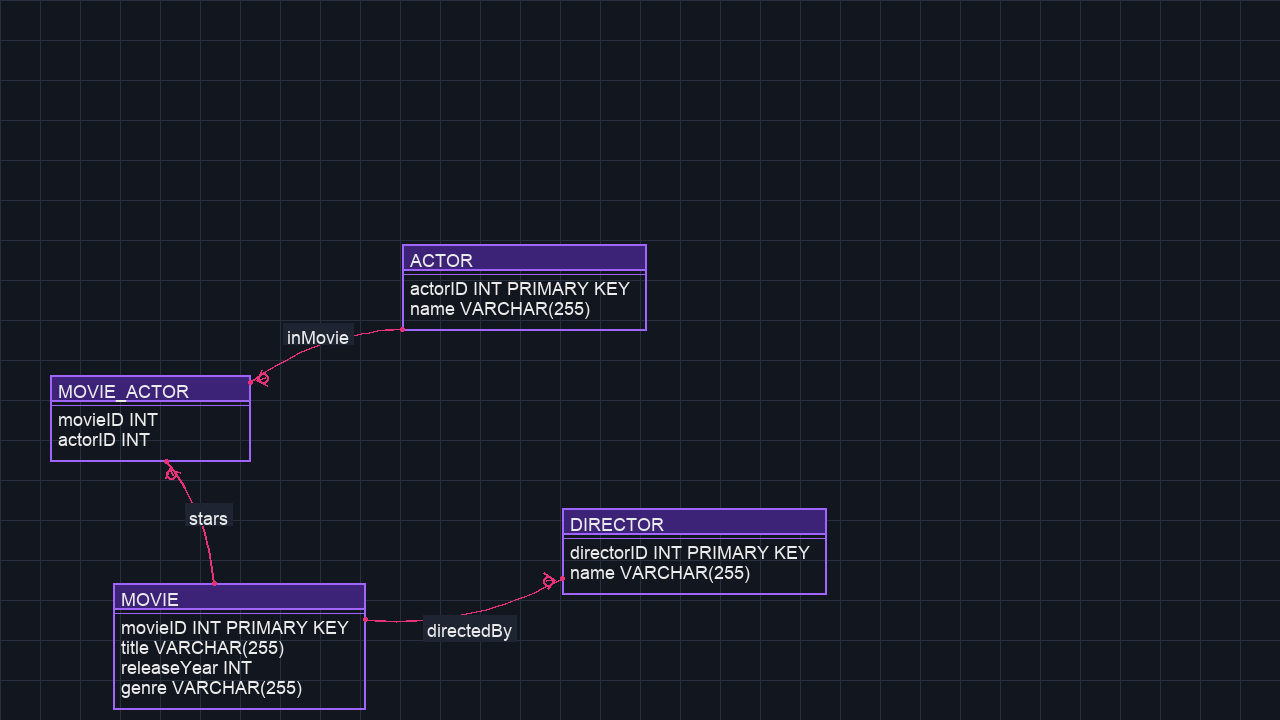 ACTOR
actorID INT PRIMARY KEY
name VARCHAR(255)
inMovie
MOVIE_ACTOR
movieID INT
actorID INT
stars
DIRECTOR
directorID INT PRIMARY KEY
name VARCHAR(255)
MOVIE
movieID INT PRIMARY KEY
title VARCHAR(255)
releaseYear INT
genre VARCHAR(255)
directedBy